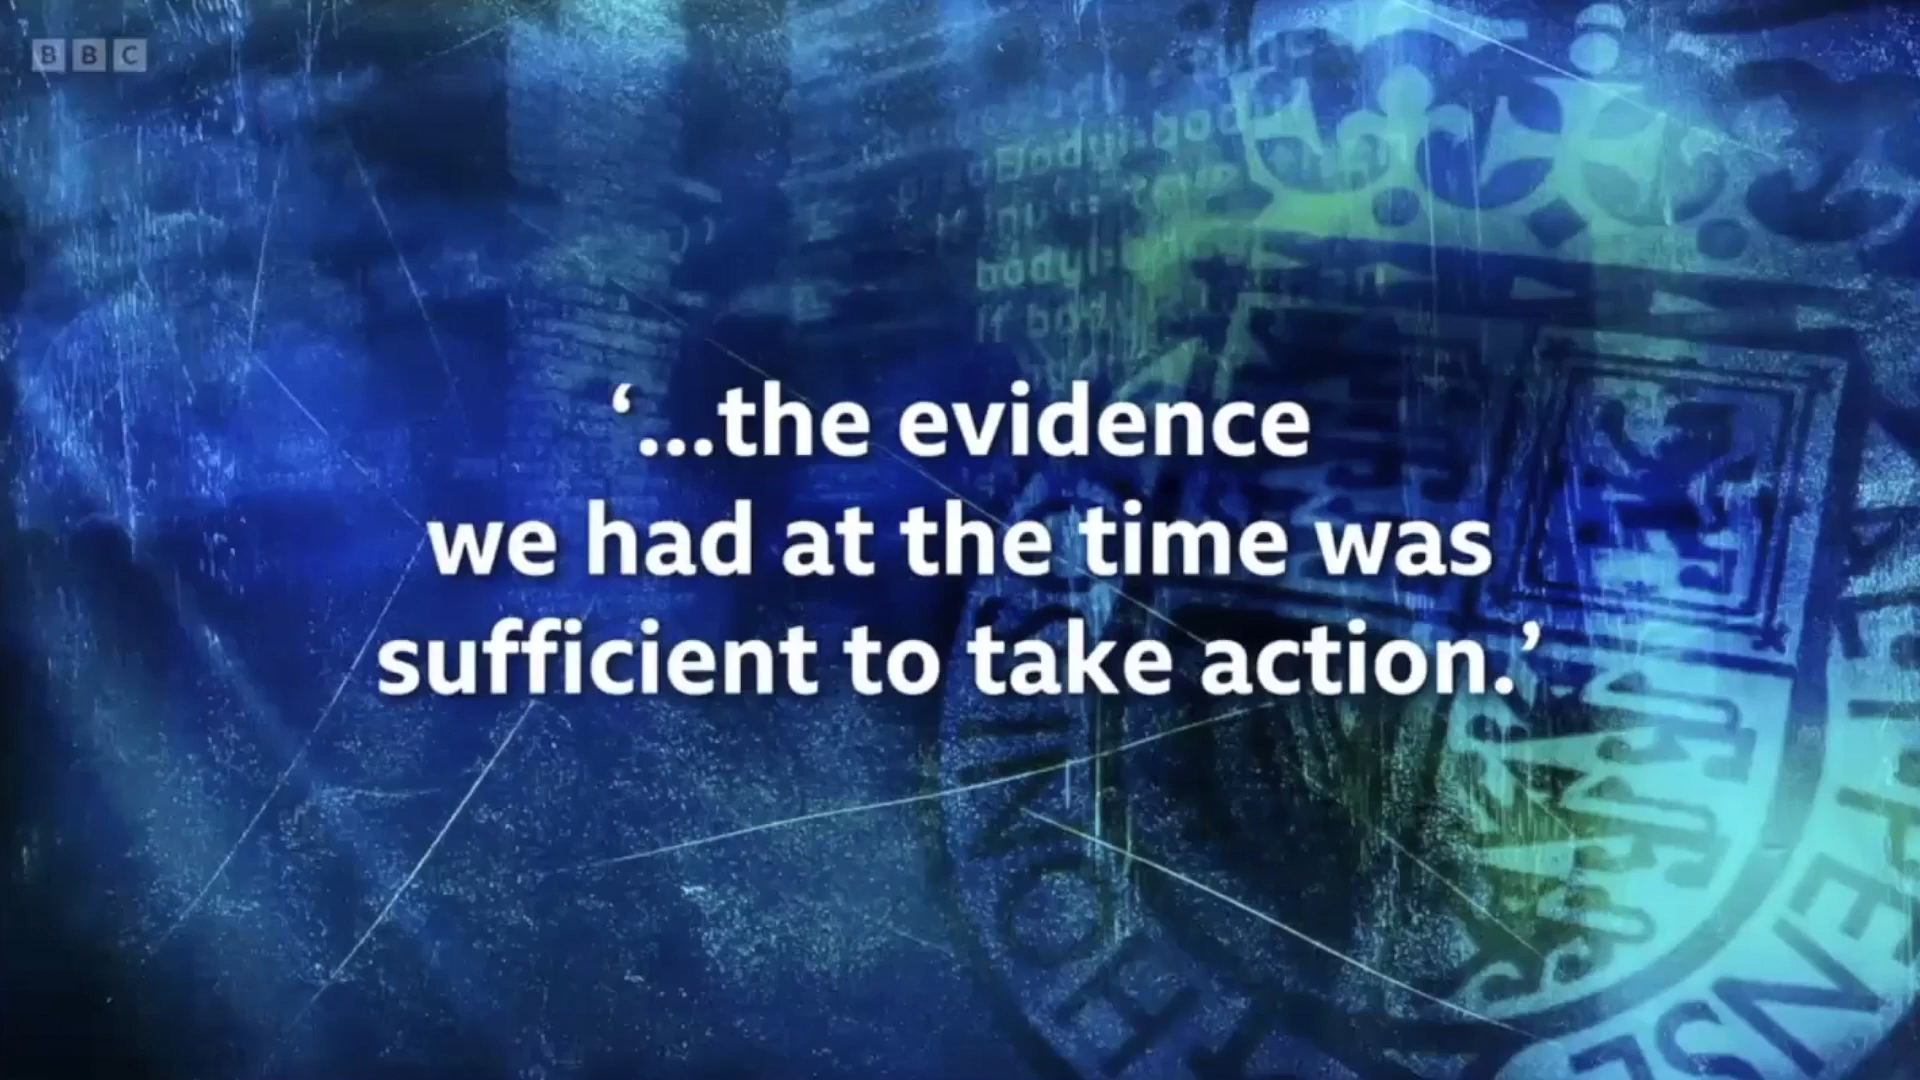 BBC
‘...the evidence
we had at the time was
sufficient to take action.’